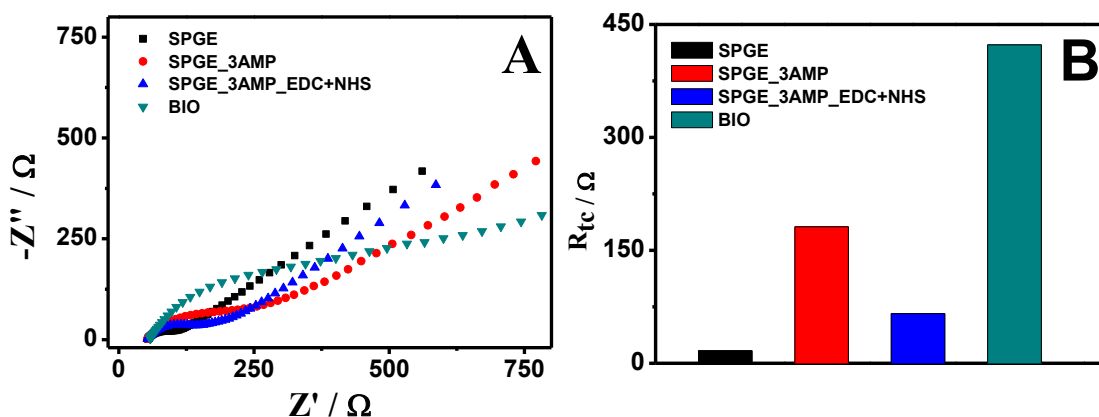 A
SPGE
SPGE_3AMP
SPGE_3AMP_EDC+NHS
BIO
-Z'' / Ω
750
500
250
0
0 250 500 750
Z' / Ω
B
SPGE
SPGE_3AMP
SPGE_3AMP_EDC+NHS
BIO
Rtc / Ω
450
300
150
0